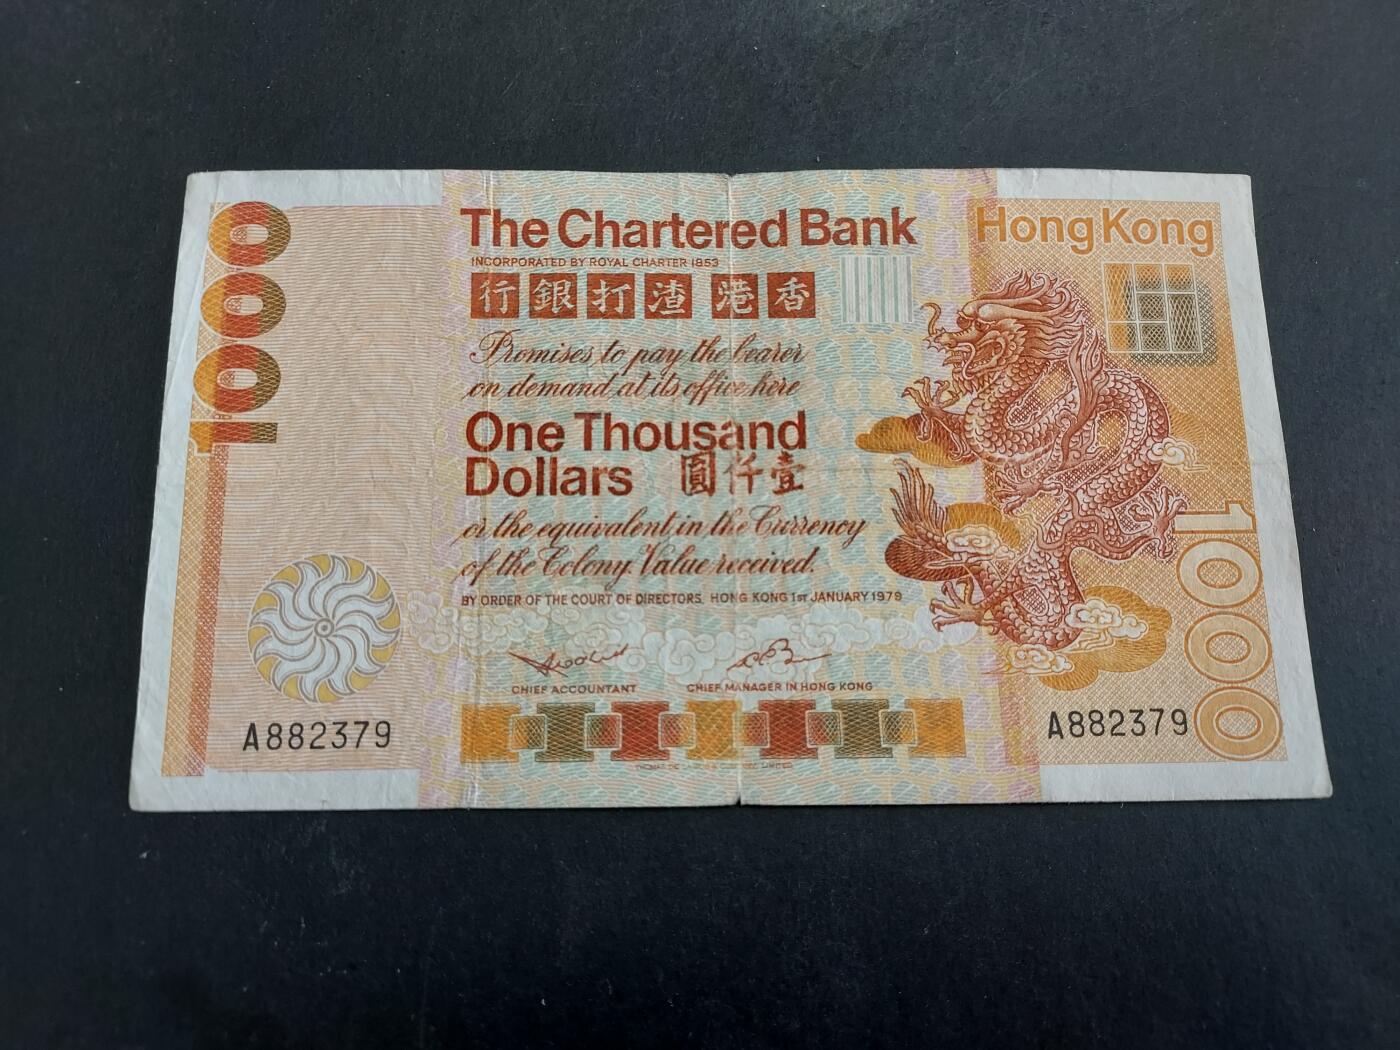 1000
The Chartered Bank
Hong Kong
INCORPORATED BY ROYAL CHARTER 1853
行銀打渣港香
Promises to pay the bearer
on demand at its office here
One Thousand
Dollars 圓仟壹
or the equivalent in the Currency
of the Colony Value received.
BY ORDER OF THE COURT OF DIRECTORS. HONG KONG 1ST JANUARY 1979
CHIEF ACCOUNTANT CHIEF MANAGER IN HONG KONG
1000
A882379
A882379